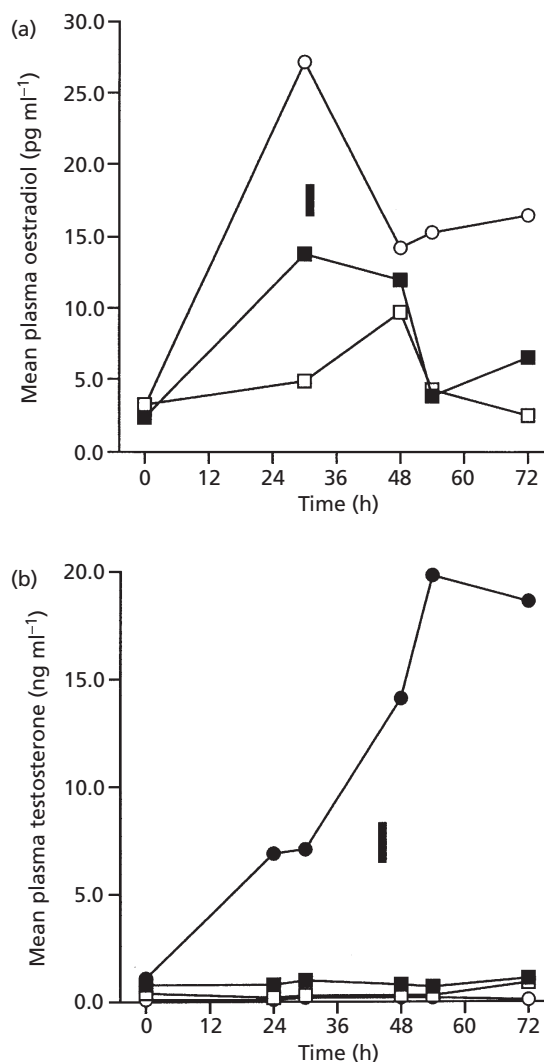 (a)
Mean plasma oestradiol (pg ml⁻¹)
30.0
25.0
20.0
15.0
10.0
5.0
0.0
0 12 24 36 48 60 72
Time (h)
(b)
Mean plasma testosterone (ng ml⁻¹)
20.0
15.0
10.0
5.0
0.0
0 12 24 36 48 60 72
Time (h)